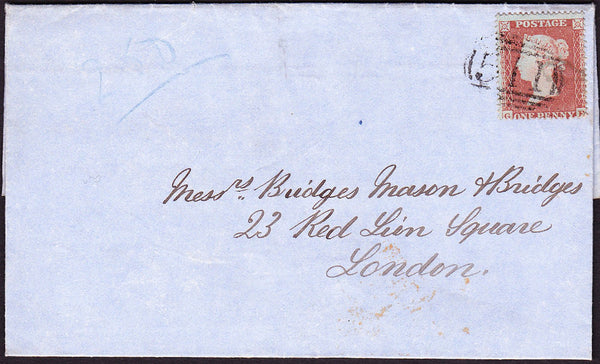 POSTAGE
ONE PENNY
Messrs. Bridges Mason & Bridges
23 Red Lion Square
London.